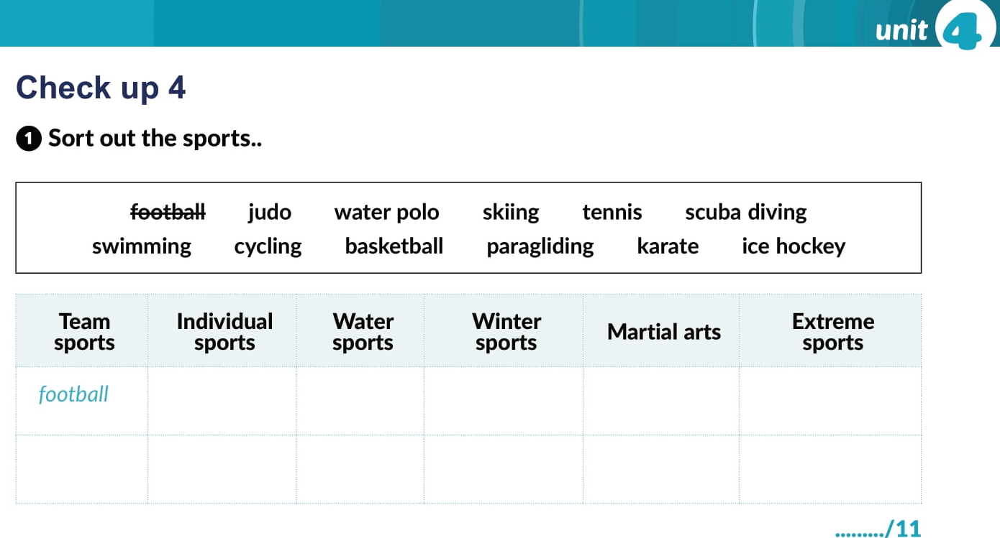 unit 4
Check up 4
1 Sort out the sports..
football judo water polo skiing tennis scuba diving
swimming cycling basketball paragliding karate ice hockey
Team sports Individual sports Water sports Winter sports Martial arts Extreme sports
football
........./11